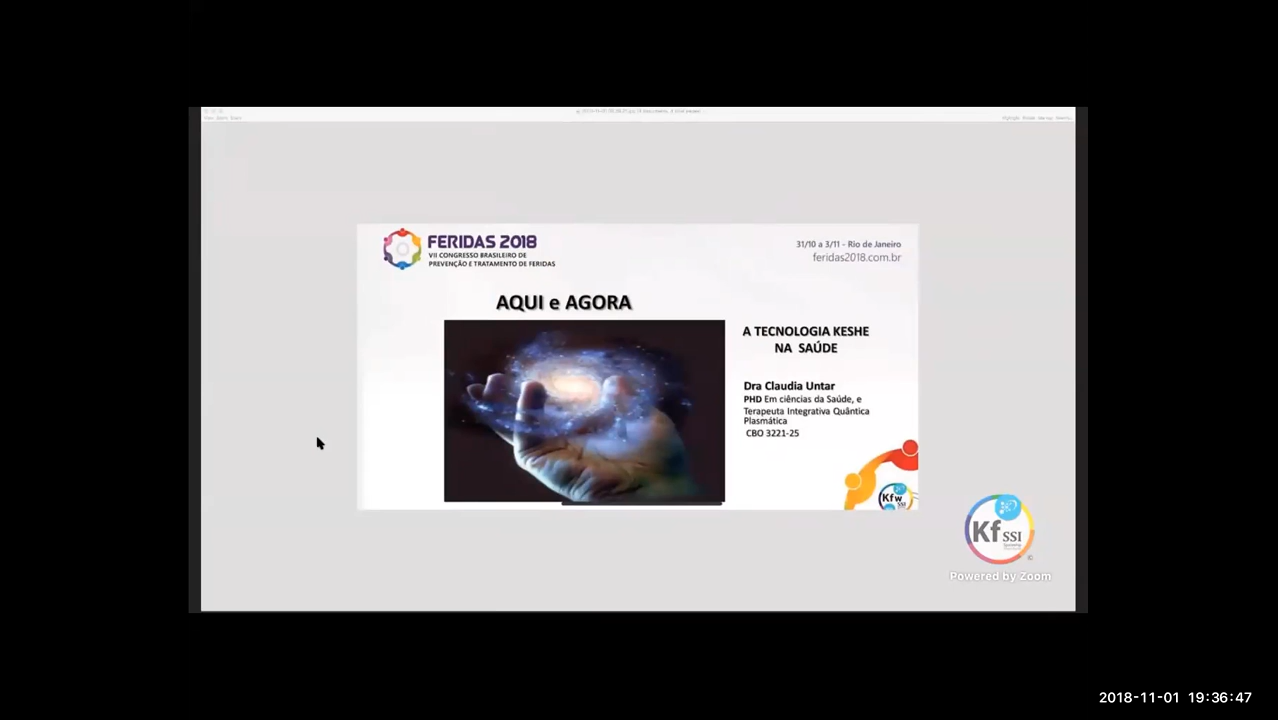 FERIDAS 2018
VII CONGRESSO BRASILEIRO DE
PREVENÇÃO E TRATAMENTO DE FERIDAS
31/10 a 3/11 - Rio de Janeiro
feridas2018.com.br
AQUI e AGORA
A TECNOLOGIA KESHE
NA SAÚDE
Dra Claudia Untar
PHD Em ciências da Saúde, e
Terapeuta Integrativa Quântica
Plasmática
CBO 3221-25
Kfw
SSI
Kf SSI
©
Powered by Zoom
2018-11-01 19:36:47